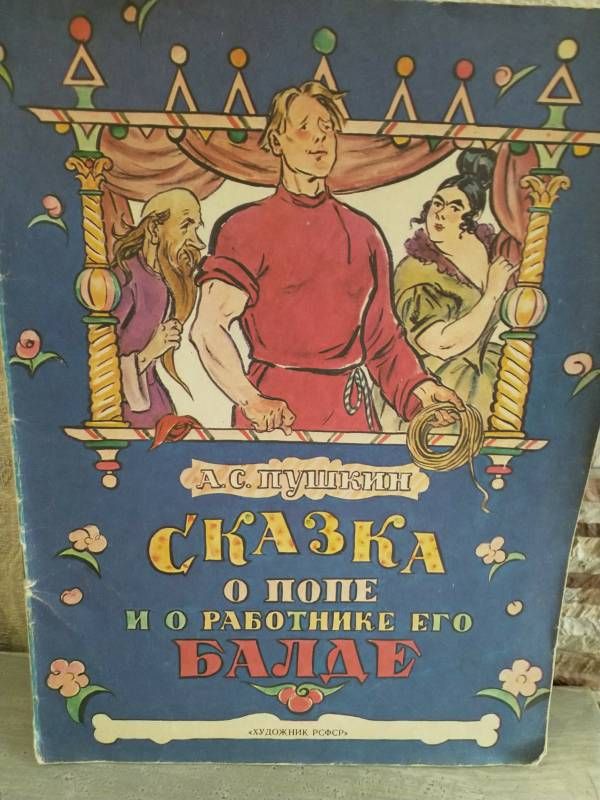 А.С. ПУШКИН
СКАЗКА
О ПОПЕ
И О РАБОТНИКЕ ЕГО
БАЛДЕ
«ХУДОЖНИК РСФСР»